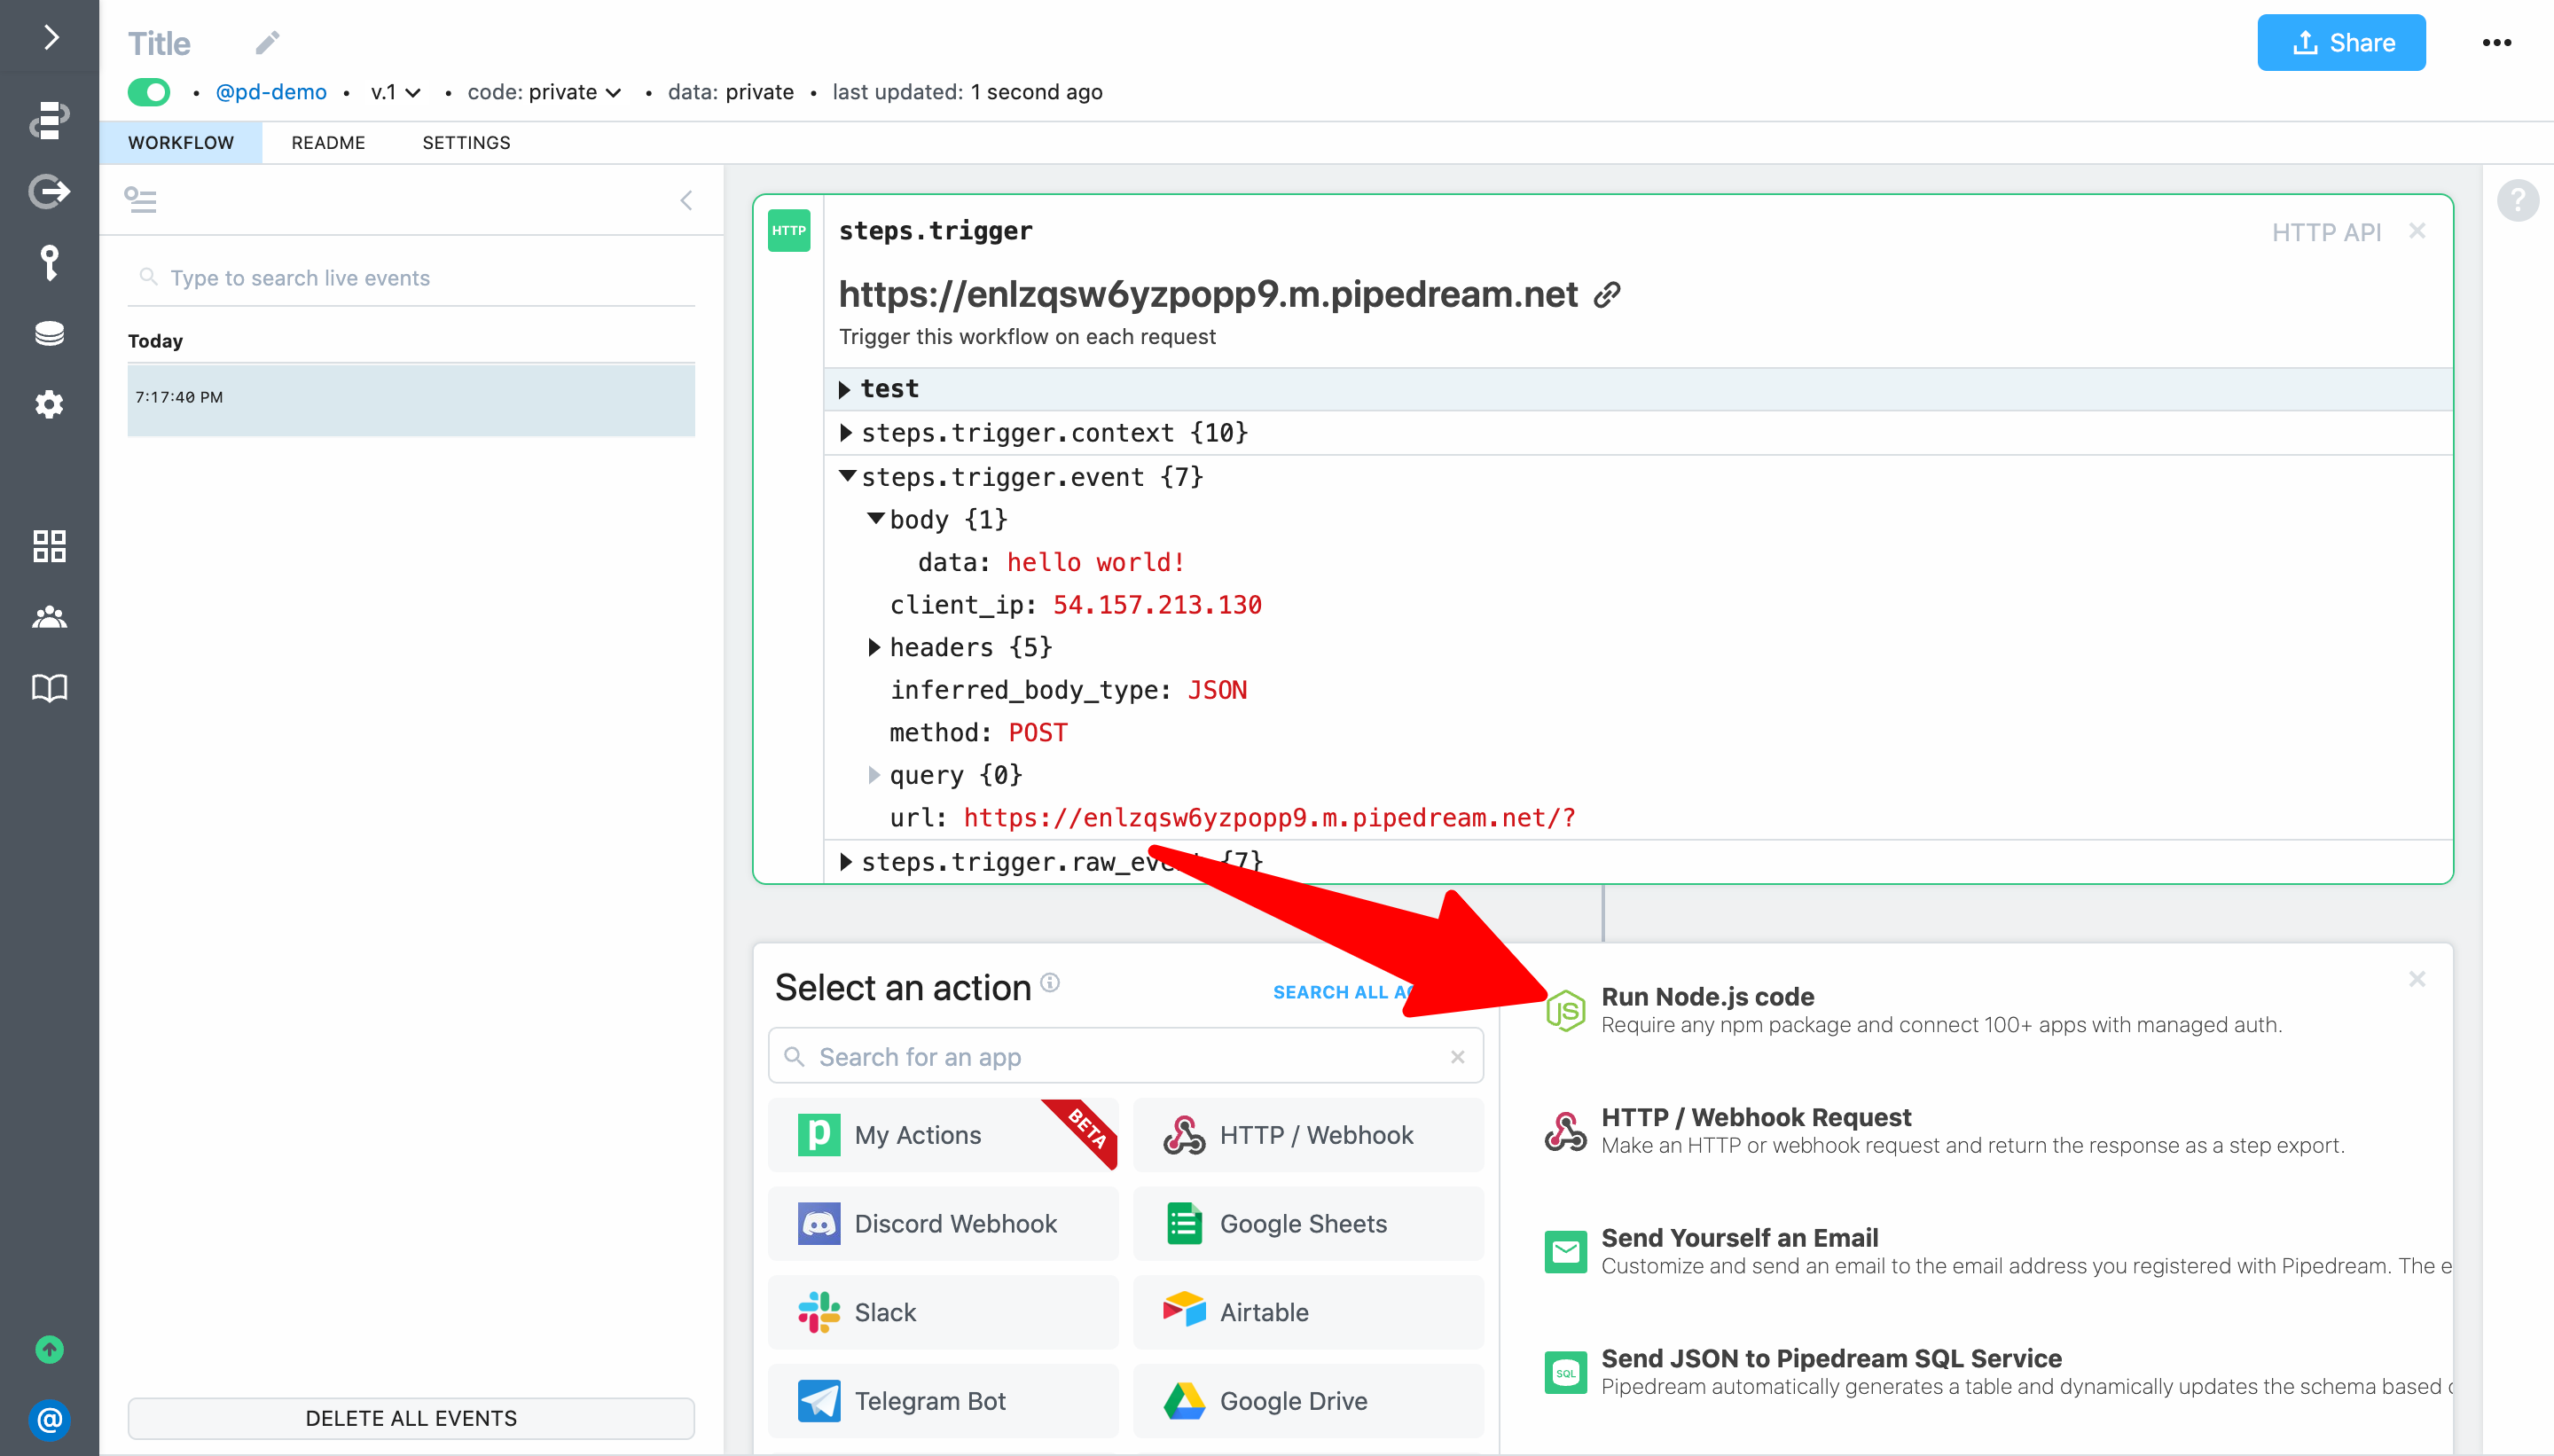 Title
Share
@pd-demo • v.1 • code: private • data: private • last updated: 1 second ago
WORKFLOW README SETTINGS
Type to search live events
Today
7:17:40 PM
DELETE ALL EVENTS
HTTP
steps.trigger
HTTP API
https://enlzqsw6yzpopp9.m.pipedream.net
Trigger this workflow on each request
test
steps.trigger.context {10}
steps.trigger.event {7}
body {1}
data: hello world!
client_ip: 54.157.213.130
headers {5}
inferred_body_type: JSON
method: POST
query {0}
url: https://enlzqsw6yzpopp9.m.pipedream.net/?
steps.trigger.raw_eve {7}
Select an action
SEARCH ALL AC
Search for an app
My Actions
BETA
HTTP / Webhook
Discord Webhook
Google Sheets
Slack
Airtable
Telegram Bot
Google Drive
JS
Run Node.js code
Require any npm package and connect 100+ apps with managed auth.
HTTP / Webhook Request
Make an HTTP or webhook request and return the response as a step export.
Send Yourself an Email
Customize and send an email to the email address you registered with Pipedream. The e
SQL
Send JSON to Pipedream SQL Service
Pipedream automatically generates a table and dynamically updates the schema based